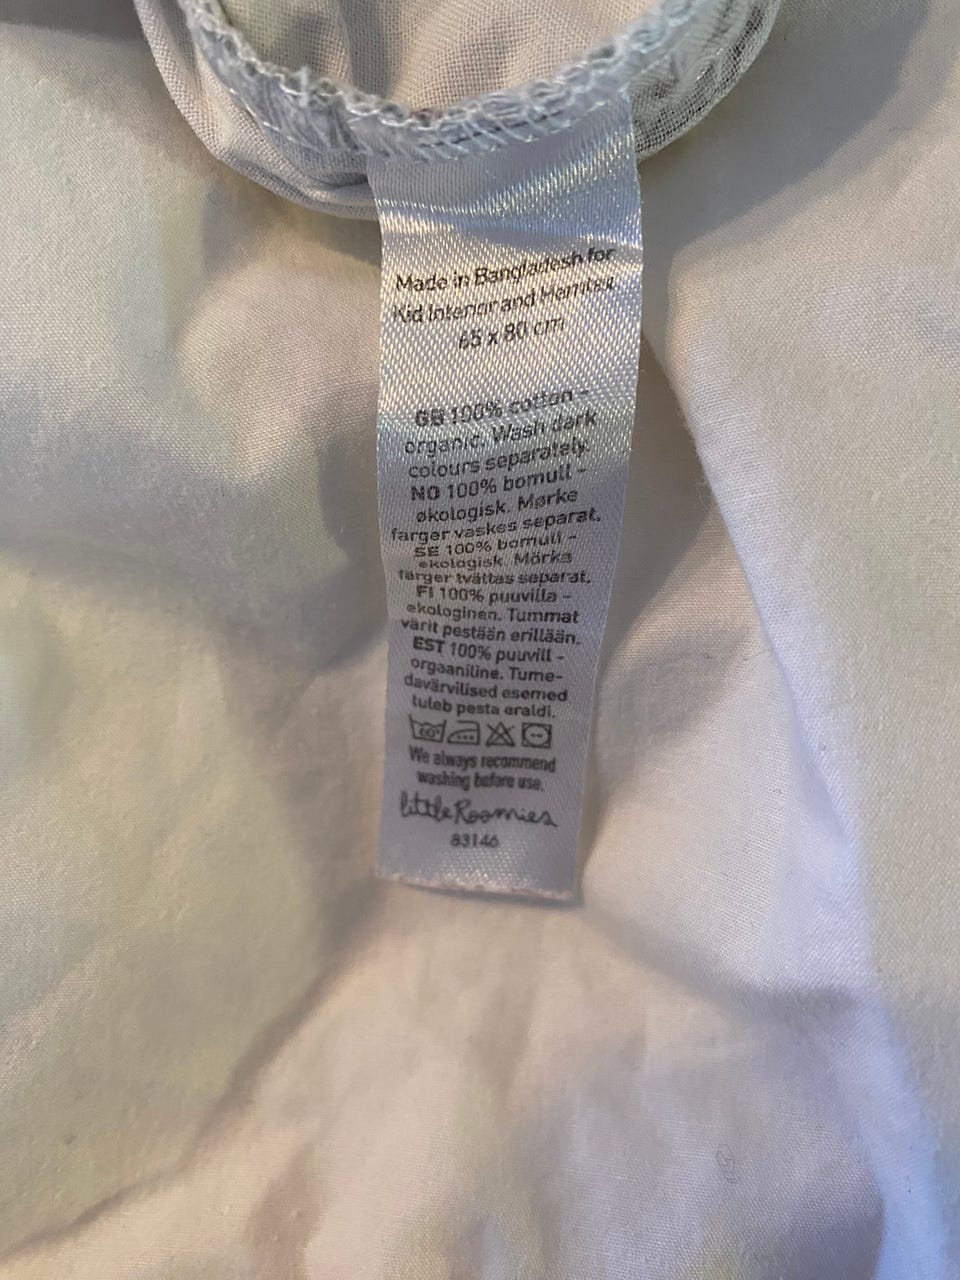 Made in Bangladesh for
Kid Interior and Hemtex
65 x 80 cm
GB 100% cotton -
organic. Wash dark
colours separately.
NO 100% bomull -
økologisk. Mørke
farger vaskes separat.
SE 100% bomull -
ekologisk. Mörka
färger tvättas separat.
FI 100% puuvilla -
ekologinen. Tummat
värit pestään erillään.
EST 100% puuvill -
orgaaniline. Tume-
davärvilised esemed
tuleb pesta eraldi.
60°
We always recommend
washing before use.
little Roomies
83146